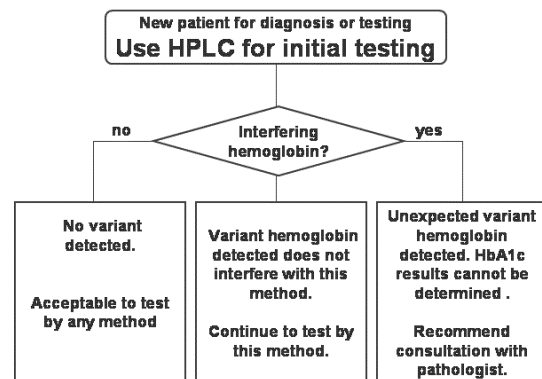 New patient for diagnosis or testing
Use HPLC for initial testing
no
Interfering
hemoglobin?
yes
No variant
detected.
Acceptable to test
by any method
Variant hemoglobin
detected does not
interfere with this
method.
Continue to test by
this method.
Unexpected variant
hemoglobin
detected. HbA1c
results cannot be
determined .
Recommend
consultation with
pathologist.